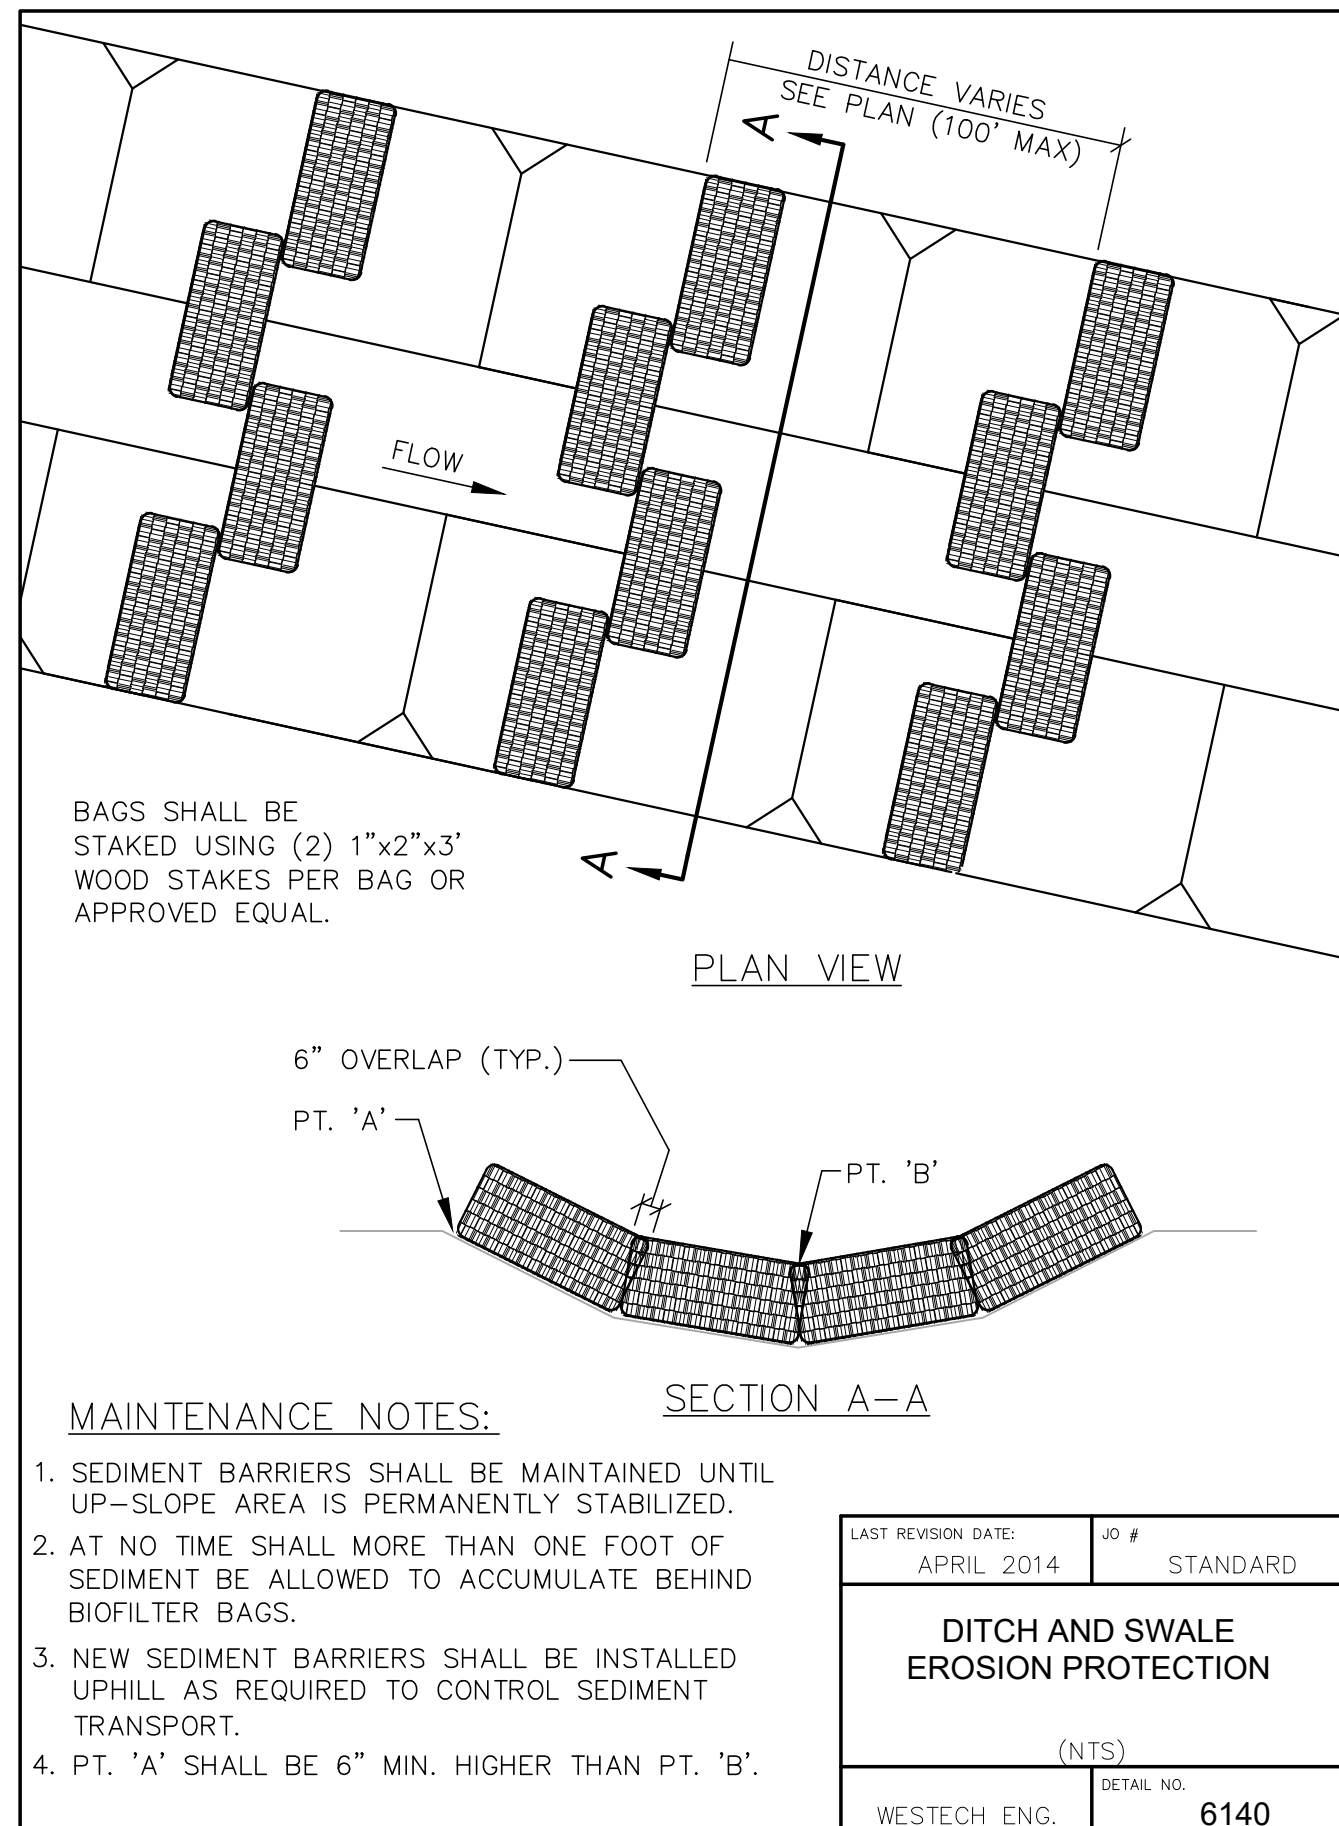 DISTANCE VARIES
SEE PLAN (100' MAX)
A
FLOW
BAGS SHALL BE
STAKED USING (2) 1"x2"x3'
WOOD STAKES PER BAG OR
APPROVED EQUAL.
A
PLAN VIEW
6" OVERLAP (TYP.)
PT. 'A'
PT. 'B'
SECTION A-A
MAINTENANCE NOTES:
1. SEDIMENT BARRIERS SHALL BE MAINTAINED UNTIL
UP-SLOPE AREA IS PERMANENTLY STABILIZED.
2. AT NO TIME SHALL MORE THAN ONE FOOT OF
SEDIMENT BE ALLOWED TO ACCUMULATE BEHIND
BIOFILTER BAGS.
3. NEW SEDIMENT BARRIERS SHALL BE INSTALLED
UPHILL AS REQUIRED TO CONTROL SEDIMENT
TRANSPORT.
4. PT. 'A' SHALL BE 6" MIN. HIGHER THAN PT. 'B'.
LAST REVISION DATE:
APRIL 2014
JO #
STANDARD
DITCH AND SWALE
EROSION PROTECTION
(NTS)
WESTECH ENG.
DETAIL NO.
6140